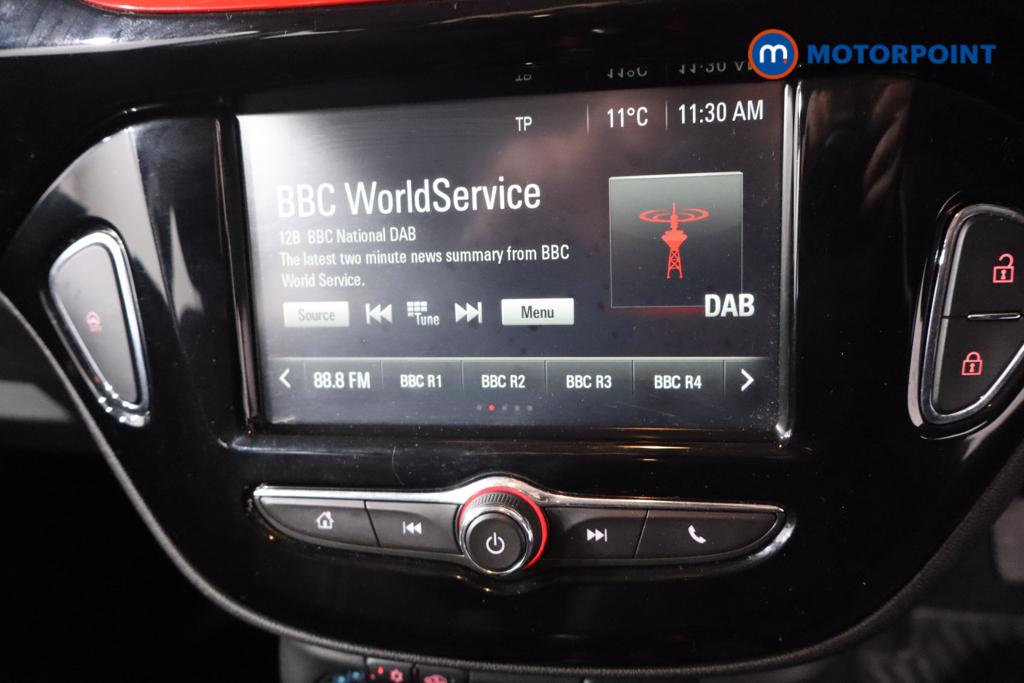 m MOTORPOINT
TP 11°C 11:30 AM
BBC WorldService
12B BBC National DAB
The latest two minute news summary from BBC
World Service.
DAB
Source Tune Menu
88.8 FM BBC R1 BBC R2 BBC R3 BBC R4